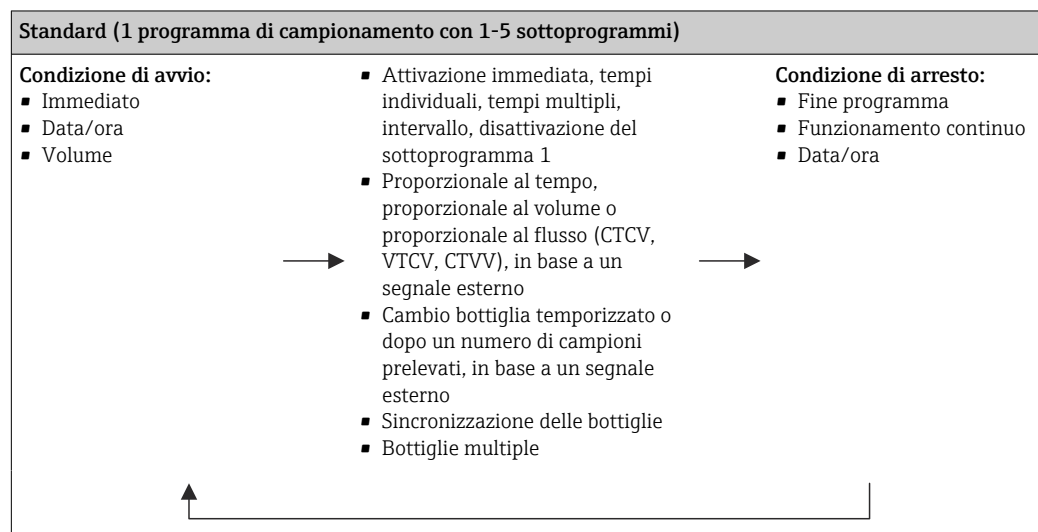 Standard (1 programma di campionamento con 1-5 sottoprogrammi)
Condizione di avvio:
▪ Immediato
▪ Data/ora
▪ Volume
▪ Attivazione immediata, tempi
individuali, tempi multipli,
intervallo, disattivazione del
sottoprogramma 1
▪ Proporzionale al tempo,
proporzionale al volume o
proporzionale al flusso (CTCV,
VTCV, CTVV), in base a un
segnale esterno
▪ Cambio bottiglia temporizzato o
dopo un numero di campioni
prelevati, in base a un segnale
esterno
▪ Sincronizzazione delle bottiglie
▪ Bottiglie multiple
Condizione di arresto:
▪ Fine programma
▪ Funzionamento continuo
▪ Data/ora